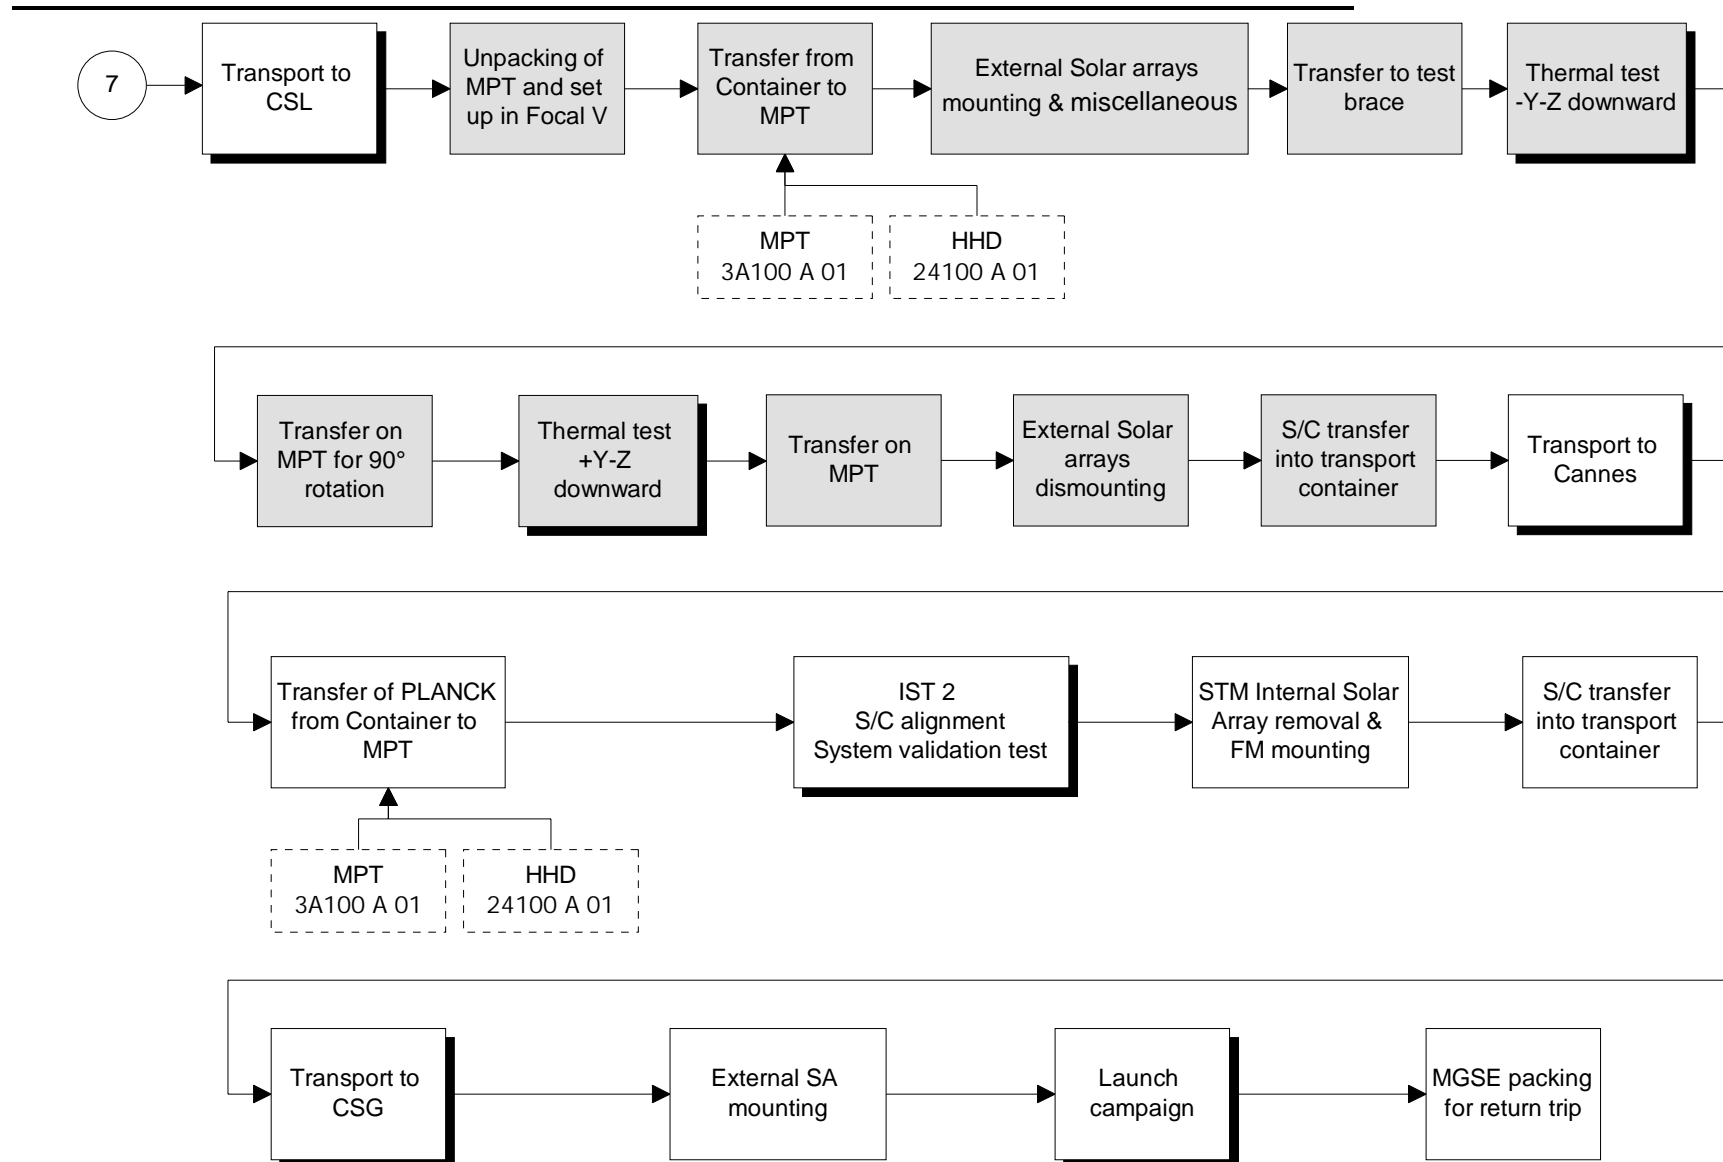 7
Transport to
CSL
Unpacking of
MPT and set
up in Focal V
Transfer from
Container to
MPT
External Solar arrays
mounting & miscellaneous
Transfer to test
brace
Thermal test
-Y-Z downward
MPT
3A100 A 01
HHD
24100 A 01
Transfer on
MPT for 90°
rotation
Thermal test
+Y-Z
downward
Transfer on
MPT
External Solar
arrays
dismounting
S/C transfer
into transport
container
Transport to
Cannes
Transfer of PLANCK
from Container to
MPT
IST 2
S/C alignment
System validation test
STM Internal Solar
Array removal &
FM mounting
S/C transfer
into transport
container
MPT
3A100 A 01
HHD
24100 A 01
Transport to
CSG
External SA
mounting
Launch
campaign
MGSE packing
for return trip